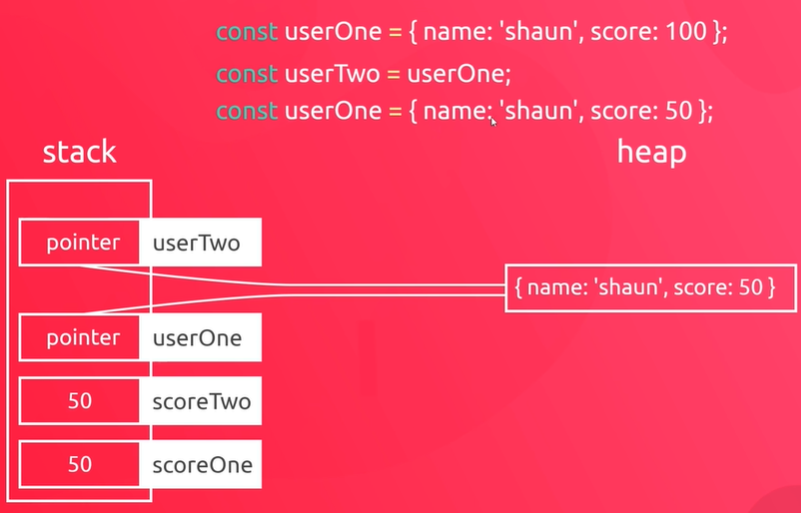 const userOne = { name: 'shaun', score: 100 };
const userTwo = userOne;
const userOne = { name: 'shaun', score: 50 };
stack
heap
pointer userTwo
{ name: 'shaun', score: 50 }
pointer userOne
50 scoreTwo
50 scoreOne